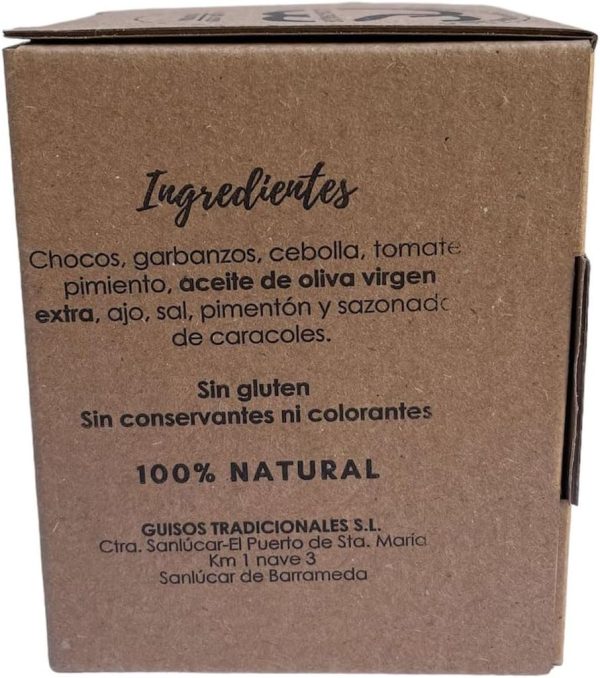 Ingredientes
Chocos, garbanzos, cebolla, tomate
pimiento, aceite de oliva virgen
extra, ajo, sal, pimentón y sazonado
de caracoles.
Sin gluten
Sin conservantes ni colorantes
100% NATURAL
GUISOS TRADICIONALES S.L.
Ctra. Sanlúcar-El Puerto de Sta. María
Km 1 nave 3
Sanlúcar de Barrameda